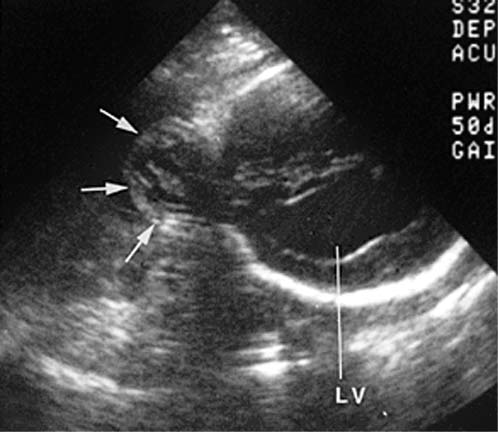 S32
DEP
ACU
PWR
50d
GAI
LV